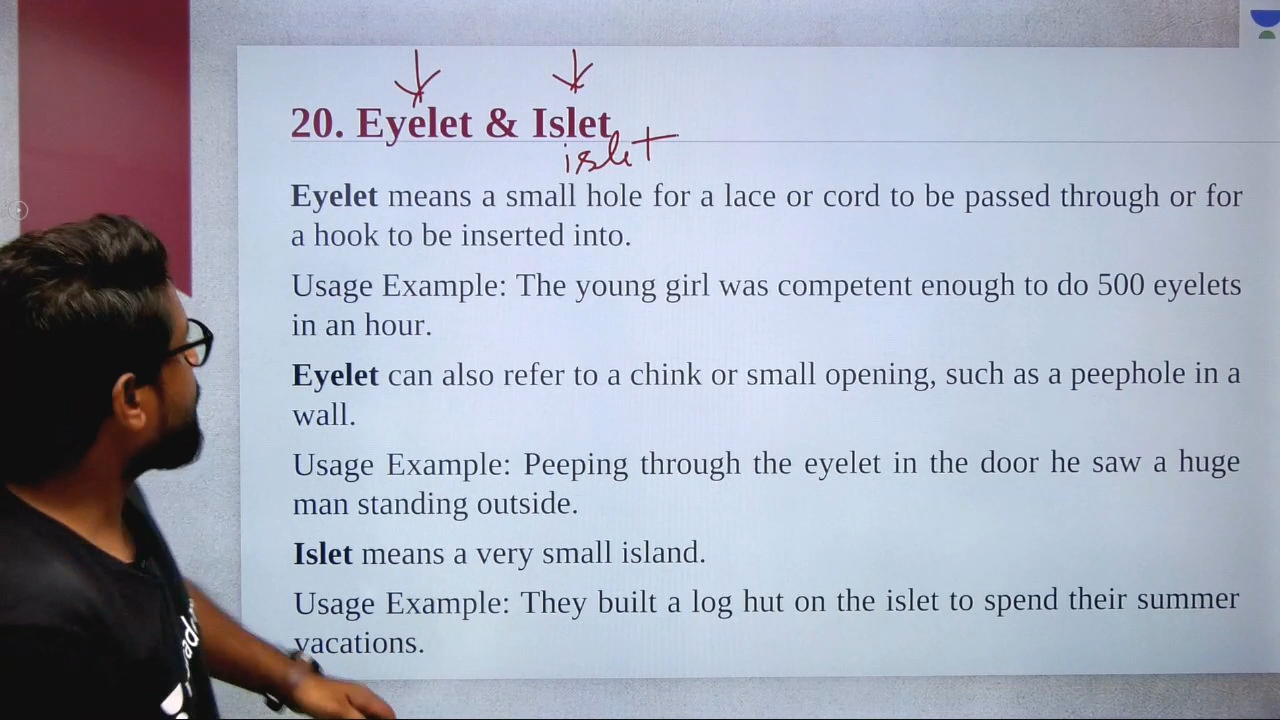 20. Eyelet & Islet
islet
Eyelet means a small hole for a lace or cord to be passed through or for
a hook to be inserted into.
Usage Example: The young girl was competent enough to do 500 eyelets
in an hour.
Eyelet can also refer to a chink or small opening, such as a peephole in a
wall.
Usage Example: Peeping through the eyelet in the door he saw a huge
man standing outside.
Islet means a very small island.
Usage Example: They built a log hut on the islet to spend their summer
vacations.